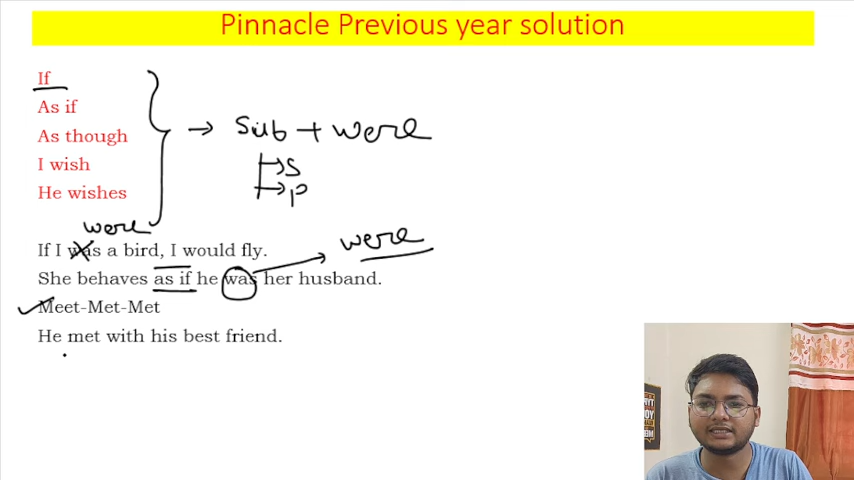 Pinnacle Previous year solution
If
As if
As though
I wish
He wishes
Sub + were
S
P
were
If I was a bird, I would fly.
were
She behaves as if he was her husband.
Meet-Met-Met
He met with his best friend.